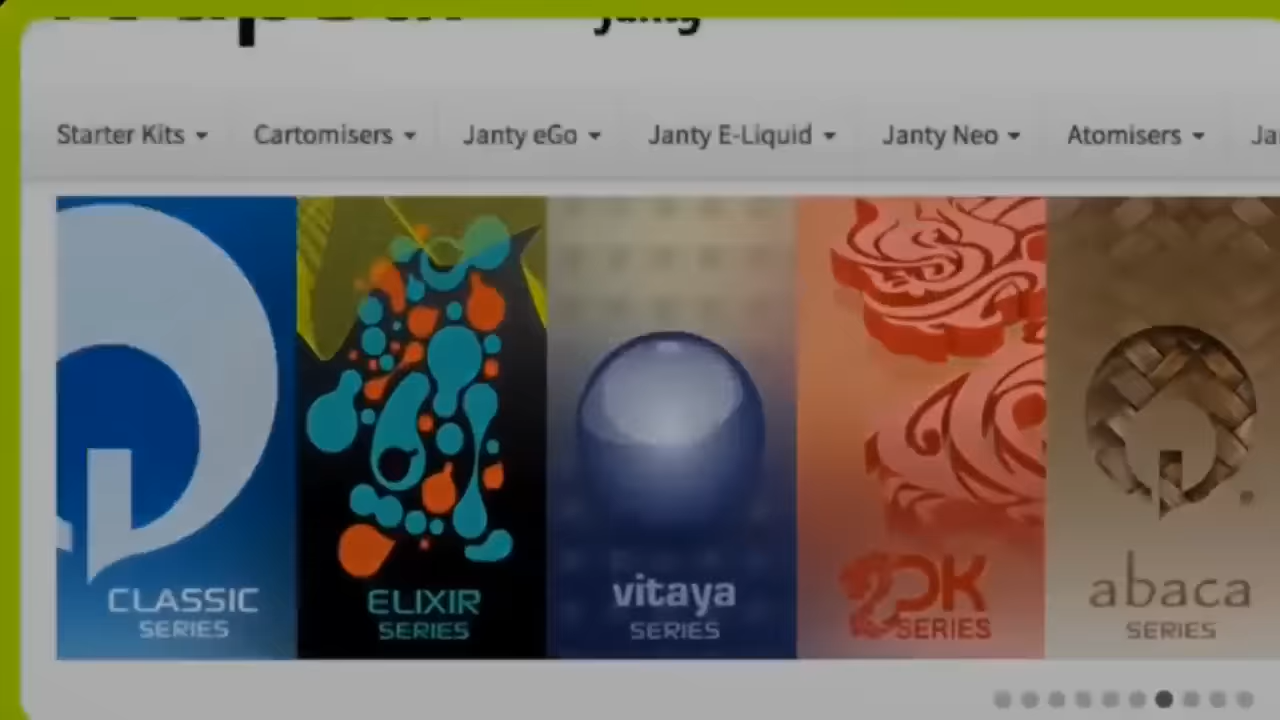 Janty
Starter Kits Cartomisers Janty eGo Janty E-Liquid Janty Neo Atomisers
CLASSIC SERIES
ELIXIR SERIES
vitaya SERIES
DK SERIES
abaca SERIES